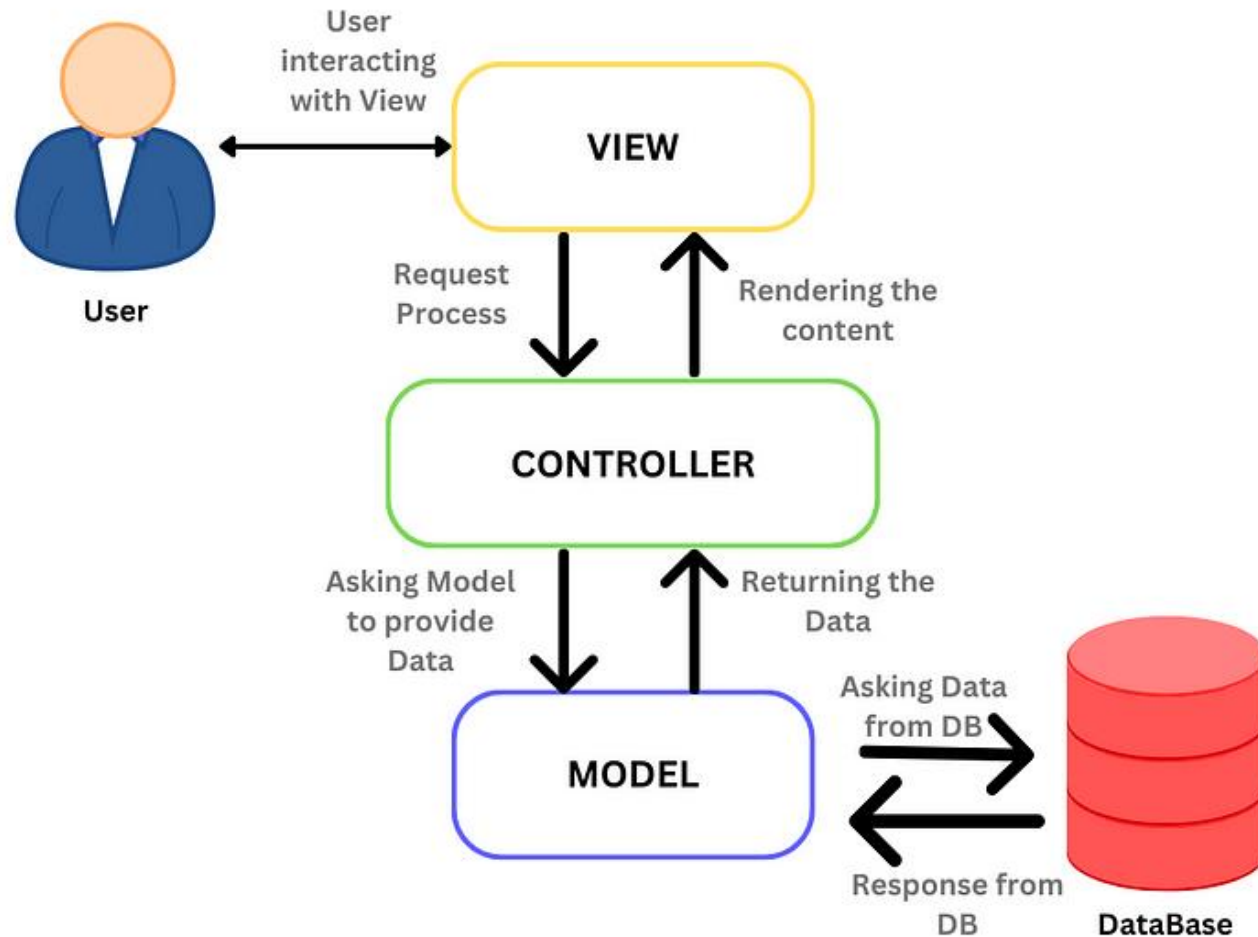 User
interacting
with View
VIEW
User
Request
Process
Rendering the
content
CONTROLLER
Asking Model
to provide
Data
Returning the
Data
Asking Data
from DB
MODEL
Response from
DB
DataBase